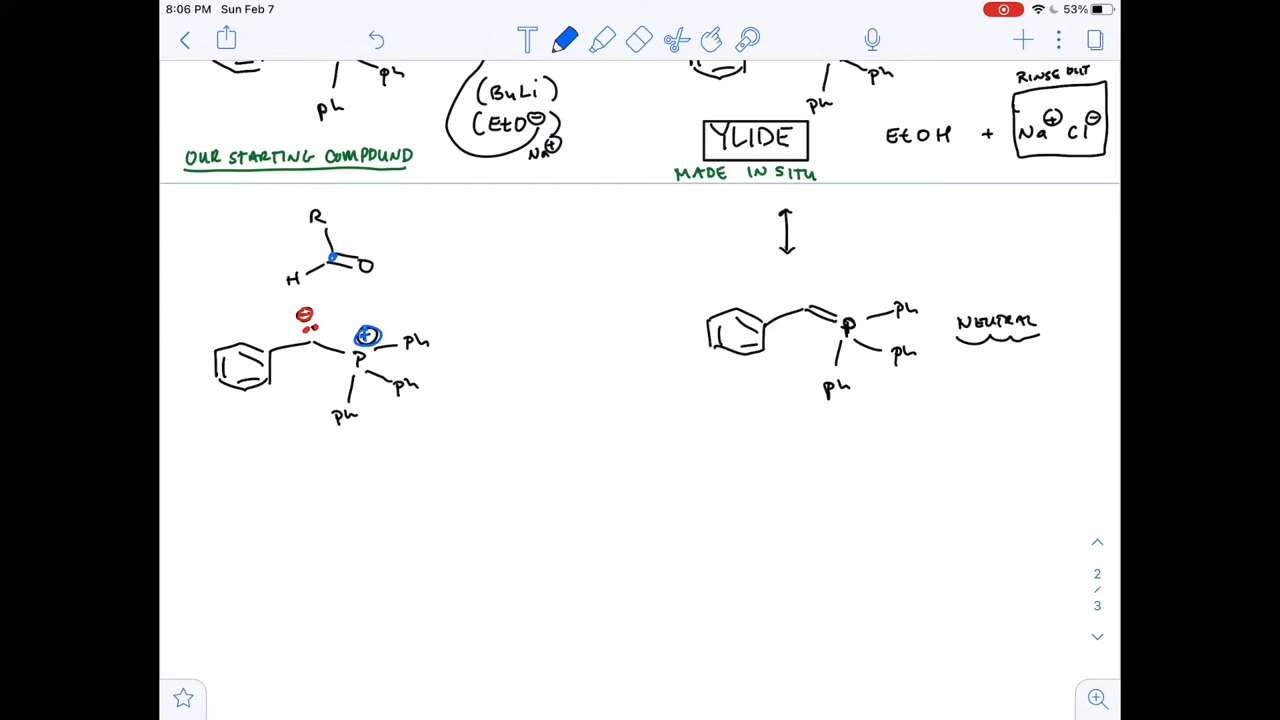 8:06 PM Sun Feb 7
53%
T
Ph
Ph
(BuLi)
(EtO⊖)
Na⊕
OUR STARTING COMPOUND
Ph
Ph
YLIDE
MADE IN SITU
EtOH + Na⊕ Cl⊖
RINSE OUT
R
H
O
⊖
⊕
P
Ph
Ph
Ph
P
Ph
Ph
Ph
NEUTRAL
2
/
3